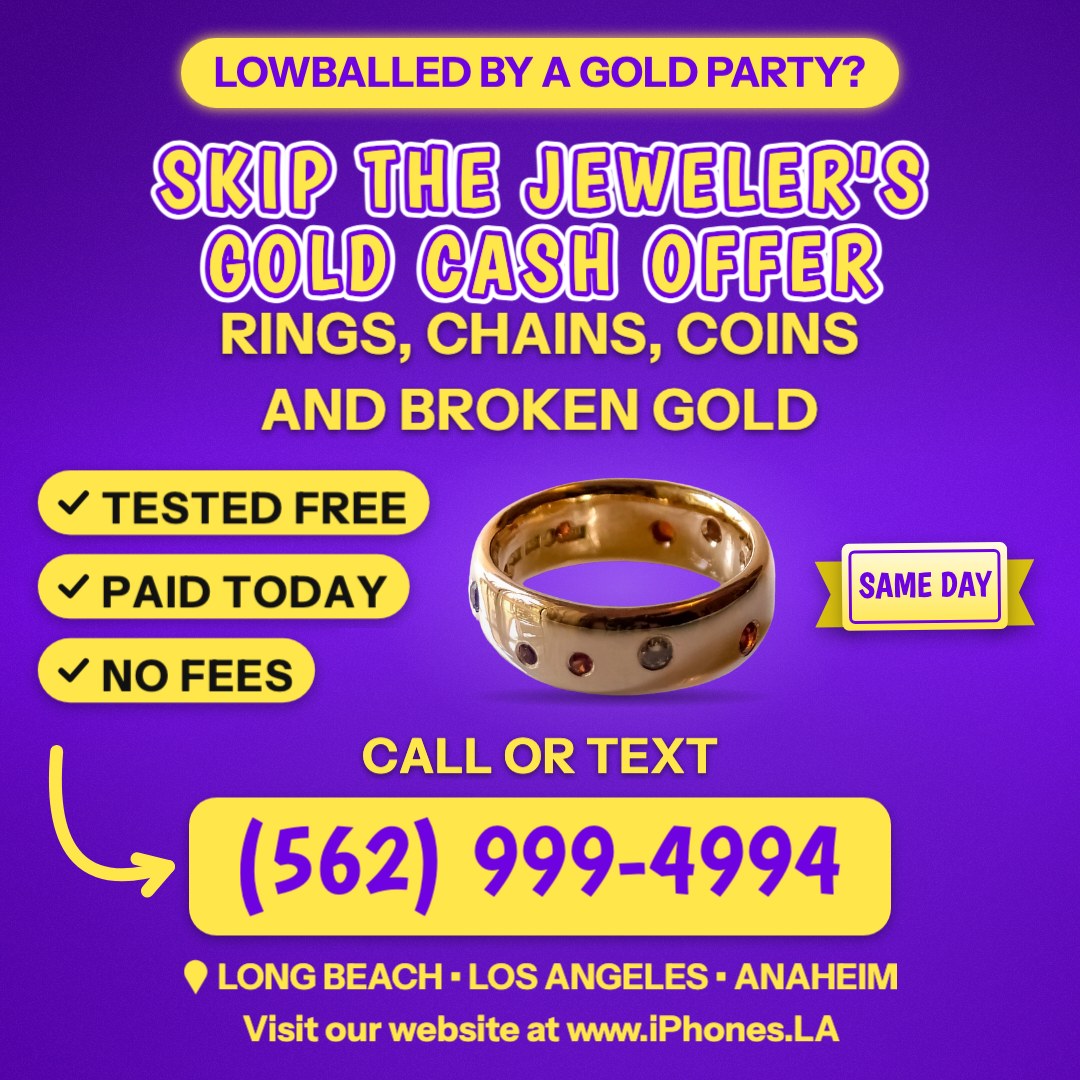 LOWBALLED BY A GOLD PARTY?
SKIP THE JEWELER'S
GOLD CASH OFFER
RINGS, CHAINS, COINS
AND BROKEN GOLD
✓ TESTED FREE
✓ PAID TODAY
✓ NO FEES
SAME DAY
CALL OR TEXT
(562) 999-4994
LONG BEACH ▪ LOS ANGELES ▪ ANAHEIM
Visit our website at www.iPhones.LA